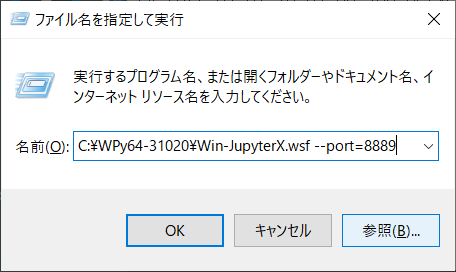 ファイル名を指定して実行
実行するプログラム名、または開くフォルダーやドキュメント名、イ
ンターネット リソース名を入力してください。
名前(O): C:¥WPy64-31020¥Win-JupyterX.wsf --port=8889
OK キャンセル 参照(B)...